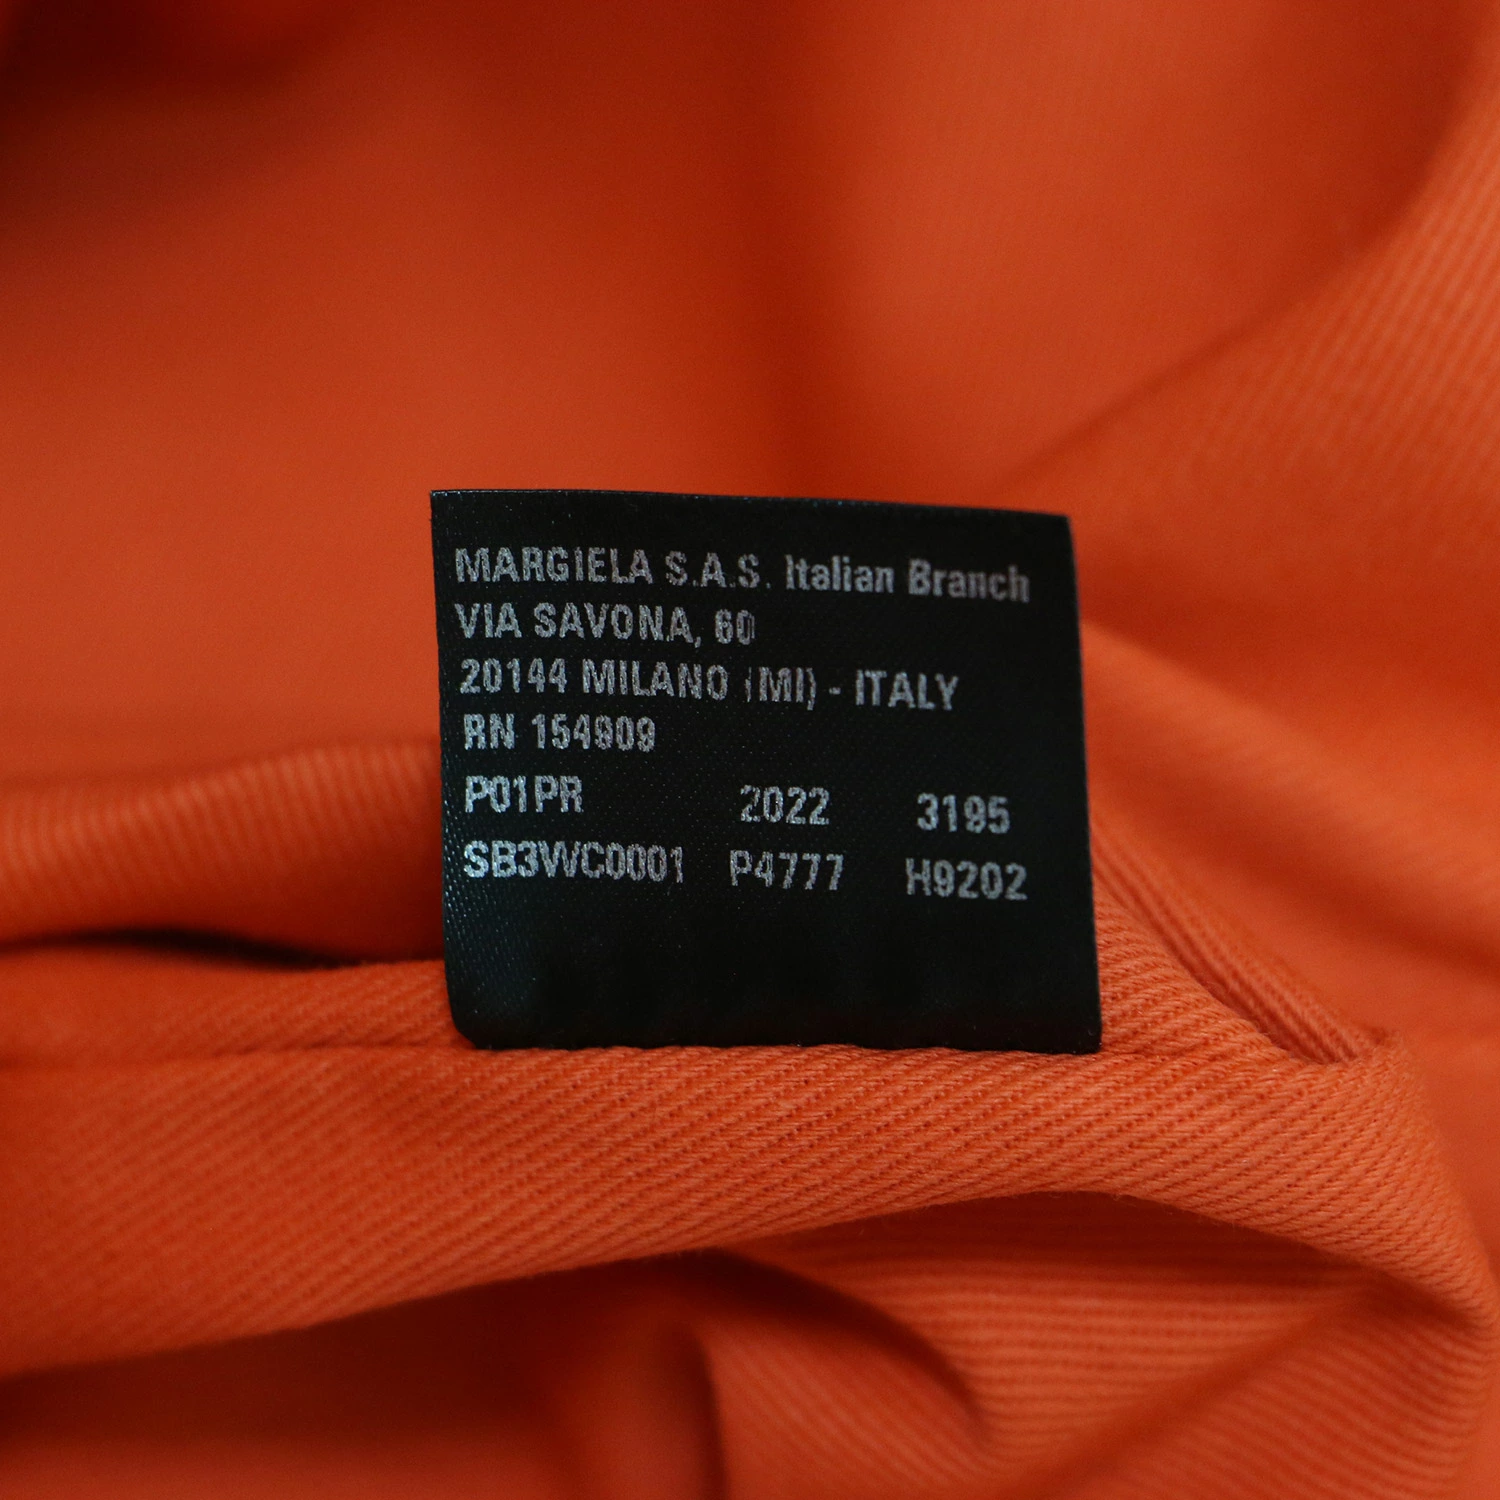 MARGIELA S.A.S. Italian Branch
VIA SAVONA, 60
20144 MILANO (MI) - ITALY
RN 154909
P01PR 2022 3195
SB3WC0001 P4777 H9202